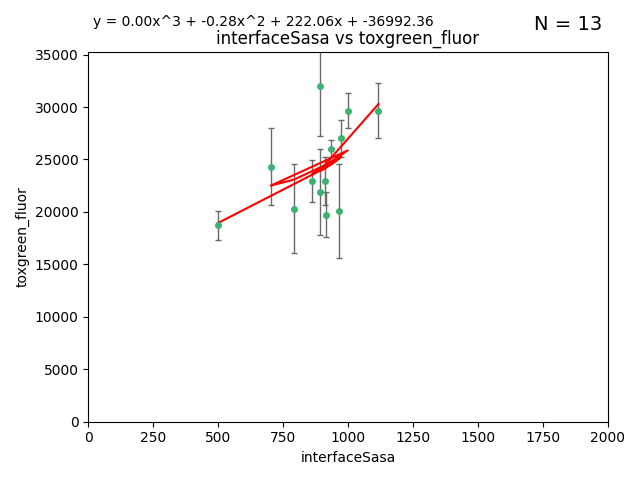 y = 0.00x^3 + -0.28x^2 + 222.06x + -36992.36
N = 13
interfaceSasa vs toxgreen_fluor
35000
30000
25000
20000
15000
10000
5000
0
toxgreen_fluor
0 250 500 750 1000 1250 1500 1750 2000
interfaceSasa